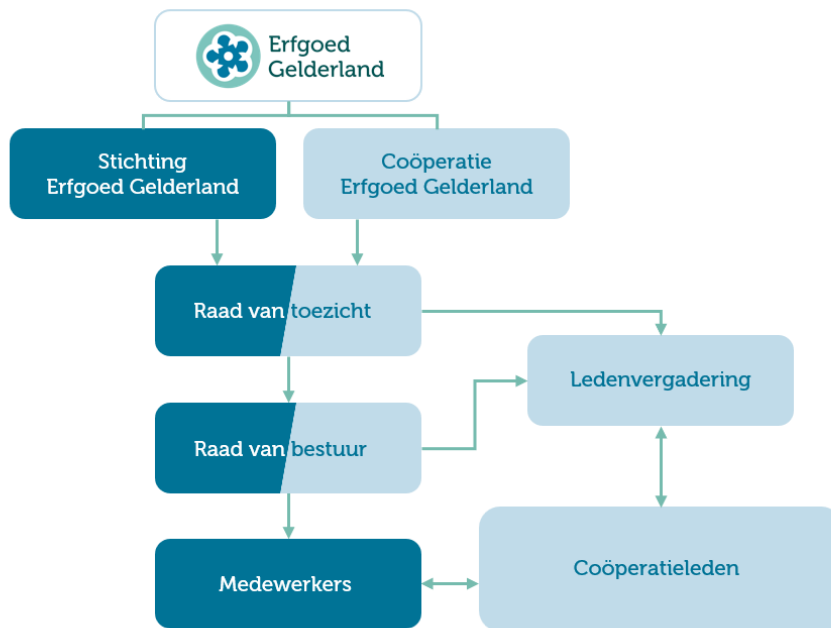 Erfgoed
Gelderland
Stichting
Erfgoed Gelderland
Coöperatie
Erfgoed Gelderland
Raad van toezicht
Ledenvergadering
Raad van bestuur
Medewerkers
Coöperatieleden